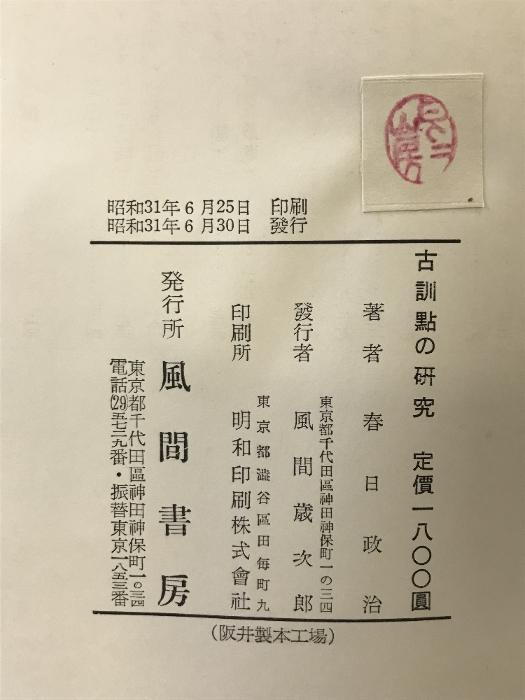 昭和31年6月25日 印刷
昭和31年6月30日 發行
古訓點の研究 定價一八〇〇圓
著者 春日政治
東京都千代田區神田神保町一の三四
發行者 風間歳次郎
東京都澁谷區田毎町九
印刷所 明和印刷株式會社
発行所 風間書房
東京都千代田區神田神保町一の三四
電話(29)五七二九番・振替東京一八五三番
(阪井製本工場)